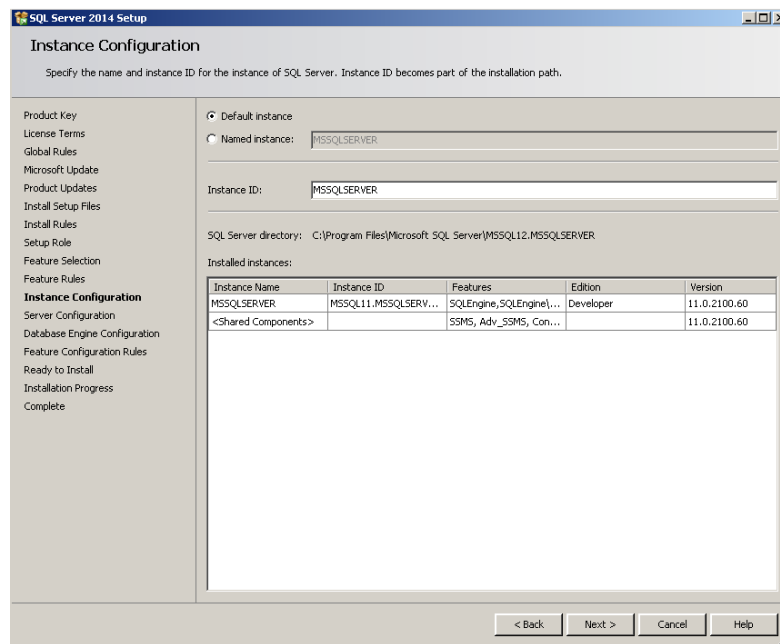 SQL Server 2014 Setup
Instance Configuration
Specify the name and instance ID for the instance of SQL Server. Instance ID becomes part of the installation path.
Product Key
License Terms
Global Rules
Microsoft Update
Product Updates
Install Setup Files
Install Rules
Setup Role
Feature Selection
Feature Rules
Instance Configuration
Server Configuration
Database Engine Configuration
Feature Configuration Rules
Ready to Install
Installation Progress
Complete
Default instance
Named instance: MSSQLSERVER
Instance ID: MSSQLSERVER
SQL Server directory: C:\Program Files\Microsoft SQL Server\MSSQL12.MSSQLSERVER
Installed instances:
Instance Name Instance ID Features Edition Version
MSSQLSERVER MSSQL11.MSSQLSERV... SQLEngine,SQLEngine\... Developer 11.0.2100.60
<Shared Components> SSMS, Adv_SSMS, Con... 11.0.2100.60
< Back Next > Cancel Help